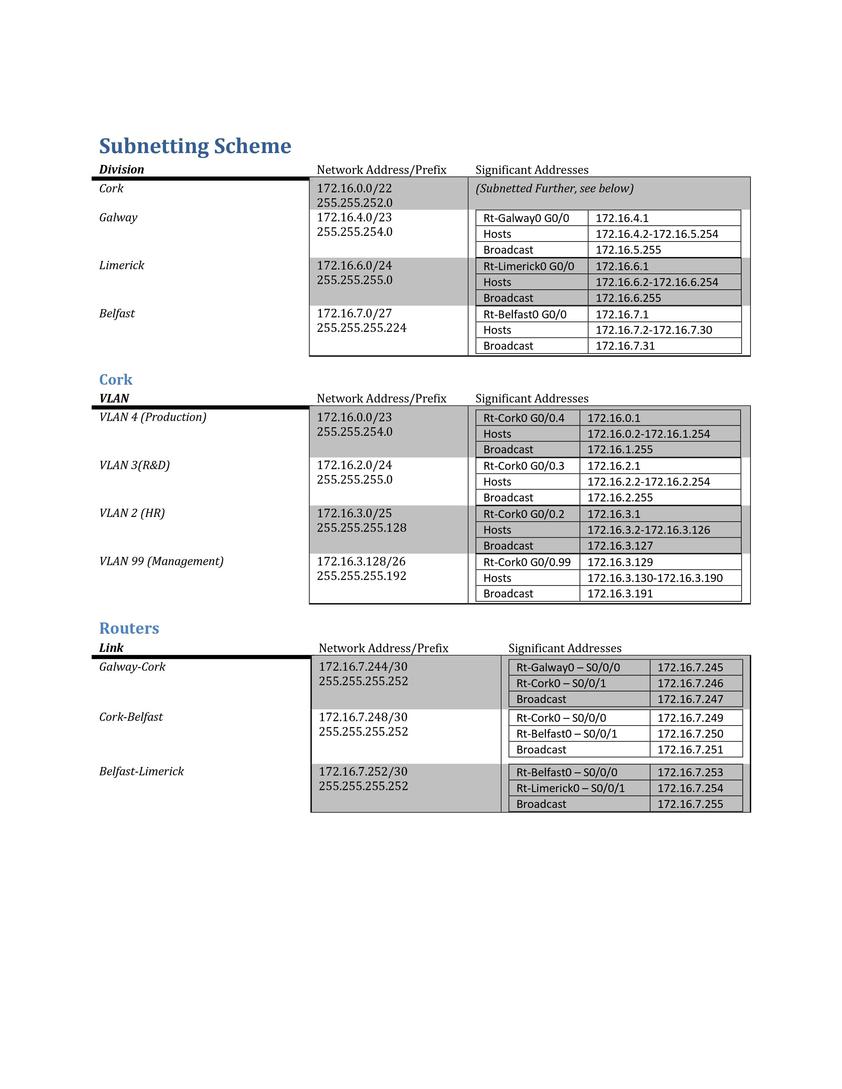 Subnetting Scheme
Division Network Address/Prefix Significant Addresses
Cork 172.16.0.0/22 (Subnetted Further, see below)
255.255.252.0
Galway 172.16.4.0/23 Rt-Galway0 G0/0 172.16.4.1
255.255.254.0 Hosts 172.16.4.2-172.16.5.254
Broadcast 172.16.5.255
Limerick 172.16.6.0/24 Rt-Limerick0 G0/0 172.16.6.1
255.255.255.0 Hosts 172.16.6.2-172.16.6.254
Broadcast 172.16.6.255
Belfast 172.16.7.0/27 Rt-Belfast0 G0/0 172.16.7.1
255.255.255.224 Hosts 172.16.7.2-172.16.7.30
Broadcast 172.16.7.31
Cork
VLAN Network Address/Prefix Significant Addresses
VLAN 4 (Production) 172.16.0.0/23 Rt-Cork0 G0/0.4 172.16.0.1
255.255.254.0 Hosts 172.16.0.2-172.16.1.254
Broadcast 172.16.1.255
VLAN 3(R&D) 172.16.2.0/24 Rt-Cork0 G0/0.3 172.16.2.1
255.255.255.0 Hosts 172.16.2.2-172.16.2.254
Broadcast 172.16.2.255
VLAN 2 (HR) 172.16.3.0/25 Rt-Cork0 G0/0.2 172.16.3.1
255.255.255.128 Hosts 172.16.3.2-172.16.3.126
Broadcast 172.16.3.127
VLAN 99 (Management) 172.16.3.128/26 Rt-Cork0 G0/0.99 172.16.3.129
255.255.255.192 Hosts 172.16.3.130-172.16.3.190
Broadcast 172.16.3.191
Routers
Link Network Address/Prefix Significant Addresses
Galway-Cork 172.16.7.244/30 Rt-Galway0 – S0/0/0 172.16.7.245
255.255.255.252 Rt-Cork0 – S0/0/1 172.16.7.246
Broadcast 172.16.7.247
Cork-Belfast 172.16.7.248/30 Rt-Cork0 – S0/0/0 172.16.7.249
255.255.255.252 Rt-Belfast0 – S0/0/1 172.16.7.250
Broadcast 172.16.7.251
Belfast-Limerick 172.16.7.252/30 Rt-Belfast0 – S0/0/0 172.16.7.253
255.255.255.252 Rt-Limerick0 – S0/0/1 172.16.7.254
Broadcast 172.16.7.255